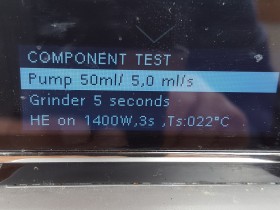 COMPONENT TEST
Pump 50ml/ 5,0 ml/s
Grinder 5 seconds
HE on 1400W,3s ,Ts:022°C